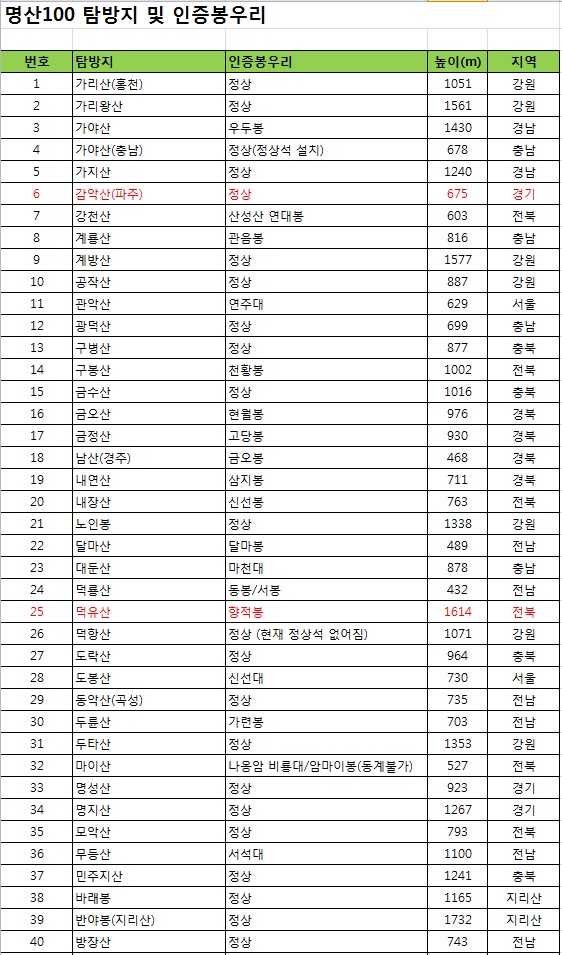 명산100 탐방지 및 인증봉우리
번호 탐방지 인증봉우리 높이(m) 지역
1 가리산(홍천) 정상 1051 강원
2 가리왕산 정상 1561 강원
3 가야산 우두봉 1430 경남
4 가야산(충남) 정상(정상석 설치) 678 충남
5 가지산 정상 1240 경남
6 감악산(파주) 정상 675 경기
7 강천산 산성산 연대봉 603 전북
8 계룡산 관음봉 816 충남
9 계방산 정상 1577 강원
10 공작산 정상 887 강원
11 관악산 연주대 629 서울
12 광덕산 정상 699 충남
13 구병산 정상 877 충북
14 구봉산 천황봉 1002 전북
15 금수산 정상 1016 충북
16 금오산 현월봉 976 경북
17 금정산 고당봉 930 경북
18 남산(경주) 금오봉 468 경북
19 내연산 삼지봉 711 경북
20 내장산 신선봉 763 전북
21 노인봉 정상 1338 강원
22 달마산 달마봉 489 전남
23 대둔산 마천대 878 충남
24 덕룡산 동봉/서봉 432 전남
25 덕유산 향적봉 1614 전북
26 덕항산 정상 (현재 정상석 없어짐) 1071 강원
27 도락산 정상 964 충북
28 도봉산 신선대 730 서울
29 동악산(곡성) 정상 735 전남
30 두륜산 가련봉 703 전남
31 두타산 정상 1353 강원
32 마이산 나옹암 비룡대/암마이봉(동계불가) 527 전북
33 명성산 정상 923 경기
34 명지산 정상 1267 경기
35 모악산 정상 793 전북
36 무등산 서석대 1100 전남
37 민주지산 정상 1241 충북
38 바래봉 정상 1165 지리산
39 반야봉(지리산) 정상 1732 지리산
40 방장산 정상 743 전남